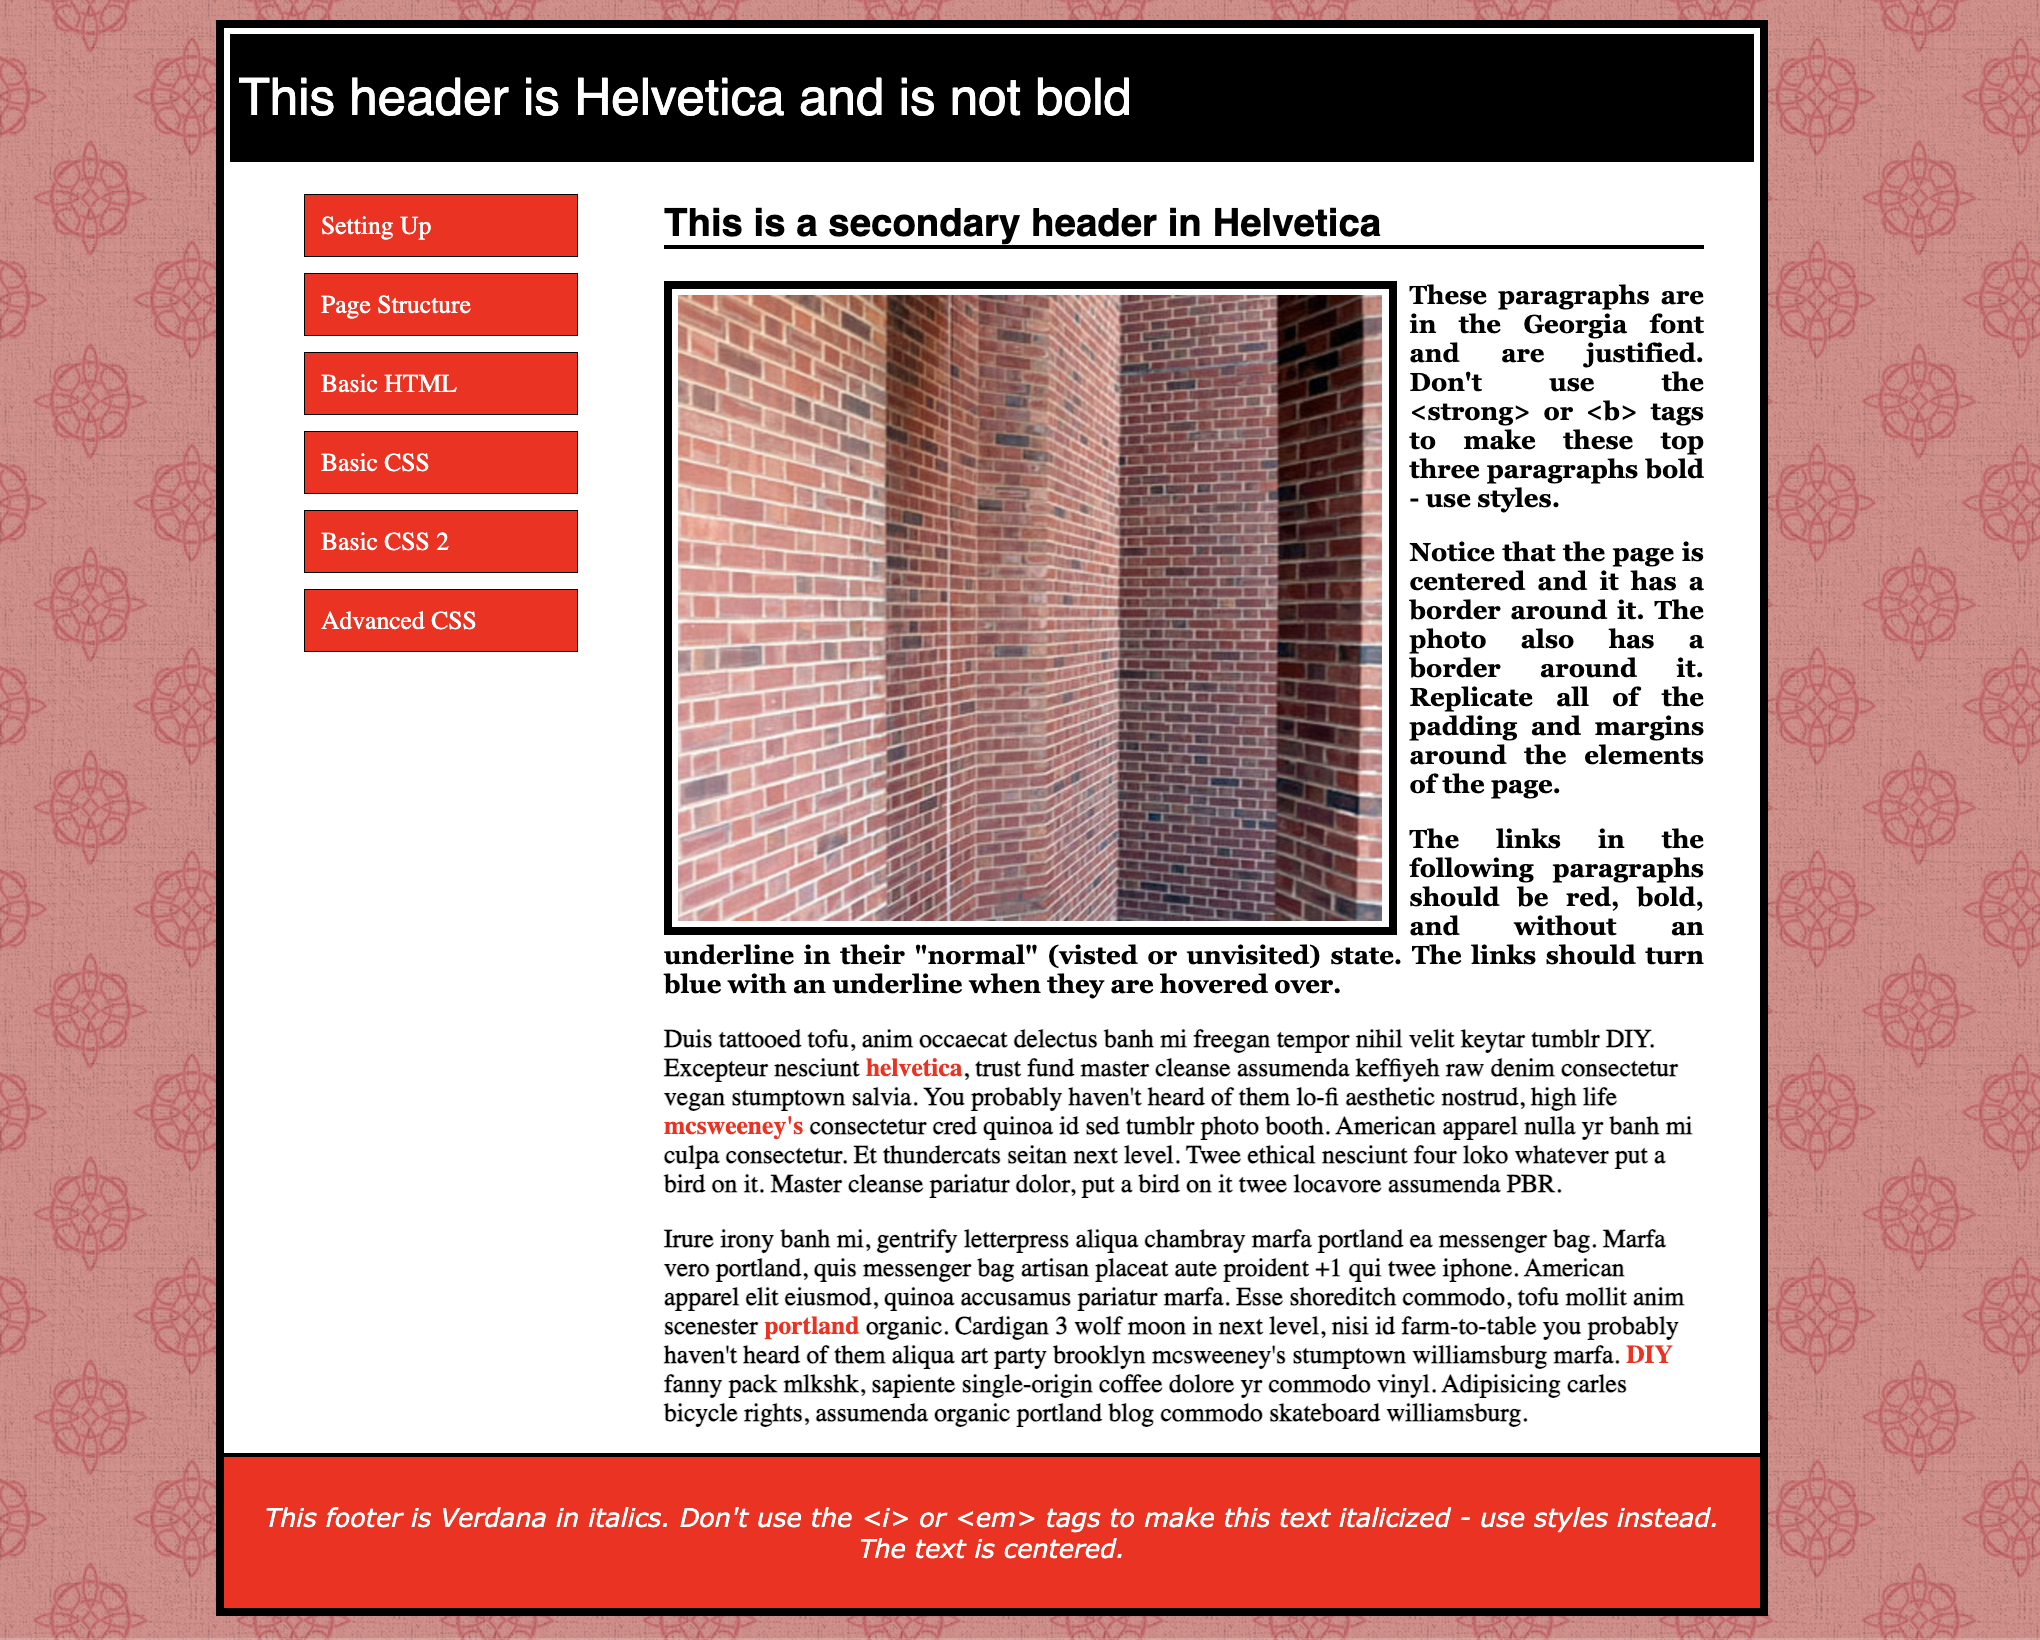 This header is Helvetica and is not bold
Setting Up
Page Structure
Basic HTML
Basic CSS
Basic CSS 2
Advanced CSS
This is a secondary header in Helvetica
These paragraphs are
in the Georgia font
and are justified.
Don't use the
<strong> or <b> tags
to make these top
three paragraphs bold
- use styles.
Notice that the page is
centered and it has a
border around it. The
photo also has a
border around it.
Replicate all of the
padding and margins
around the elements
of the page.
The links in the
following paragraphs
should be red, bold,
and without an
underline in their "normal" (visted or unvisited) state. The links should turn
blue with an underline when they are hovered over.
Duis tattooed tofu, anim occaecat delectus banh mi freegan tempor nihil velit keytar tumblr DIY.
Excepteur nesciunt helvetica, trust fund master cleanse assumenda keffiyeh raw denim consectetur
vegan stumptown salvia. You probably haven't heard of them lo-fi aesthetic nostrud, high life
mcsweeney's consectetur cred quinoa id sed tumblr photo booth. American apparel nulla yr banh mi
culpa consectetur. Et thundercats seitan next level. Twee ethical nesciunt four loko whatever put a
bird on it. Master cleanse pariatur dolor, put a bird on it twee locavore assumenda PBR.
Irure irony banh mi, gentrify letterpress aliqua chambray marfa portland ea messenger bag. Marfa
vero portland, quis messenger bag artisan placeat aute proident +1 qui twee iphone. American
apparel elit eiusmod, quinoa accusamus pariatur marfa. Esse shoreditch commodo, tofu mollit anim
scenester portland organic. Cardigan 3 wolf moon in next level, nisi id farm-to-table you probably
haven't heard of them aliqua art party brooklyn mcsweeney's stumptown williamsburg marfa. DIY
fanny pack mlkshk, sapiente single-origin coffee dolore yr commodo vinyl. Adipisicing carles
bicycle rights, assumenda organic portland blog commodo skateboard williamsburg.
This footer is Verdana in italics. Don't use the <i> or <em> tags to make this text italicized - use styles instead.
The text is centered.